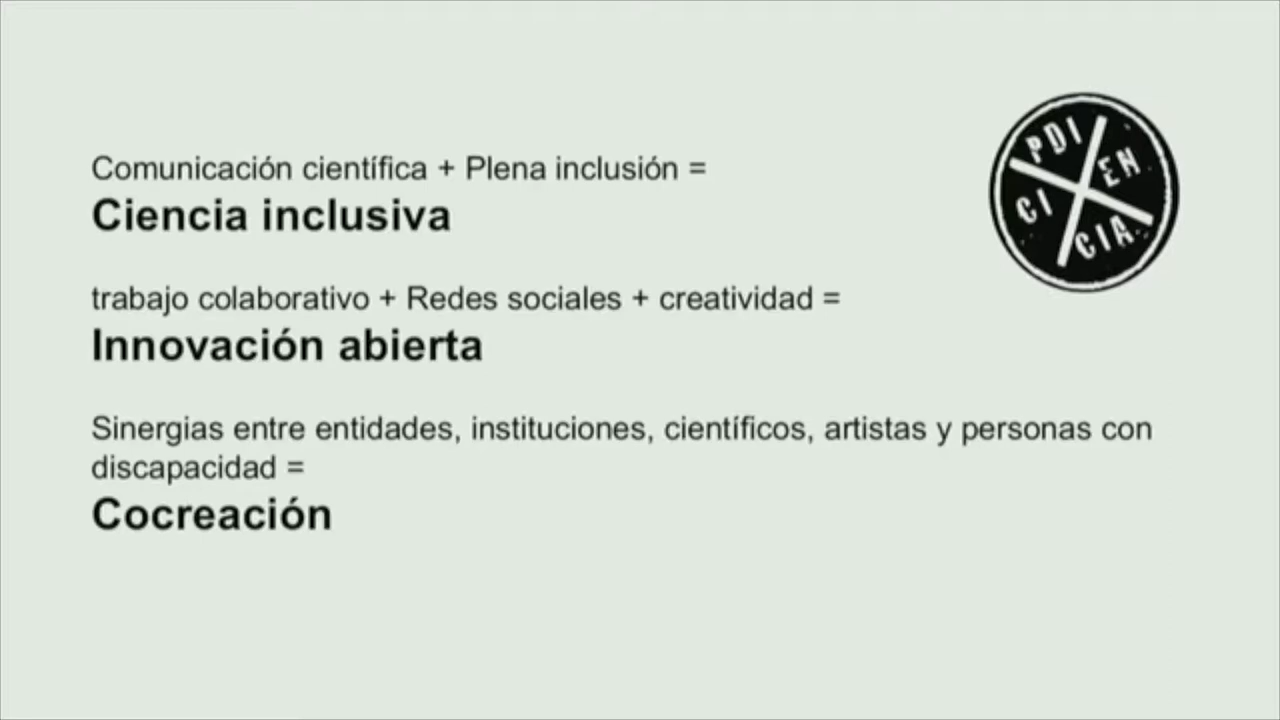 Comunicación científica + Plena inclusión =
Ciencia inclusiva
trabajo colaborativo + Redes sociales + creatividad =
Innovación abierta
Sinergias entre entidades, instituciones, científicos, artistas y personas con
discapacidad =
Cocreación
PDI
CI EN
CIA